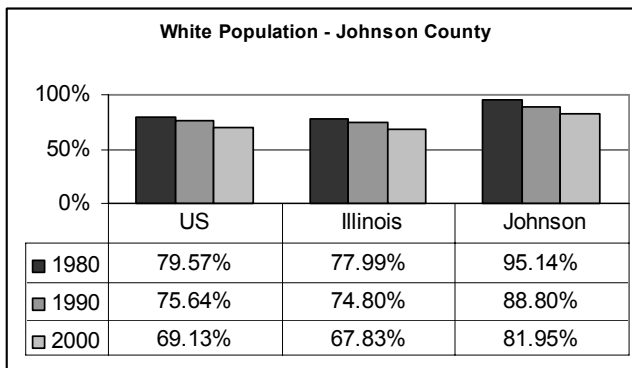 White Population - Johnson County
100%
50%
0%
US Illinois Johnson
1980 79.57% 77.99% 95.14%
1990 75.64% 74.80% 88.80%
2000 69.13% 67.83% 81.95%